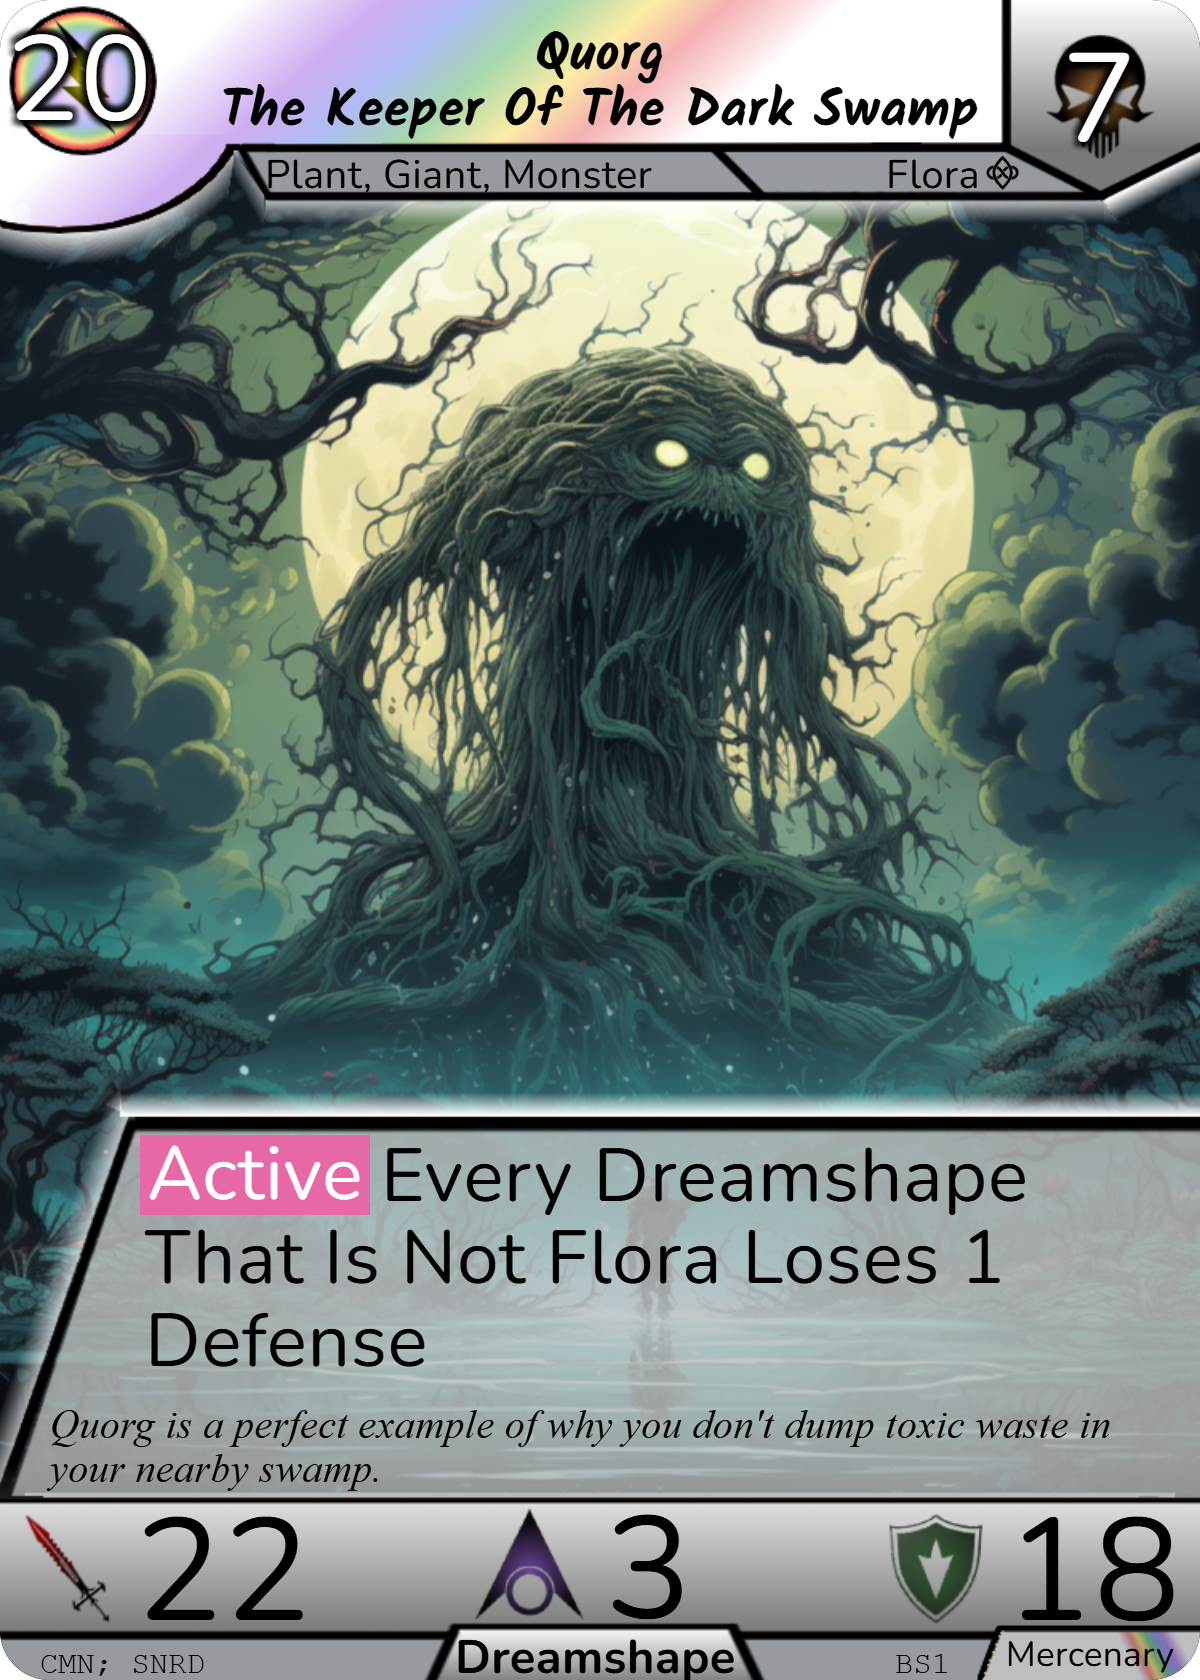 20
Quorg
The Keeper Of The Dark Swamp
7
Plant, Giant, Monster
Flora
Active Every Dreamshape
That Is Not Flora Loses 1
Defense
Quorg is a perfect example of why you don't dump toxic waste in
your nearby swamp.
22
3
18
CMN; SNRD
Dreamshape
BS1
Mercenary